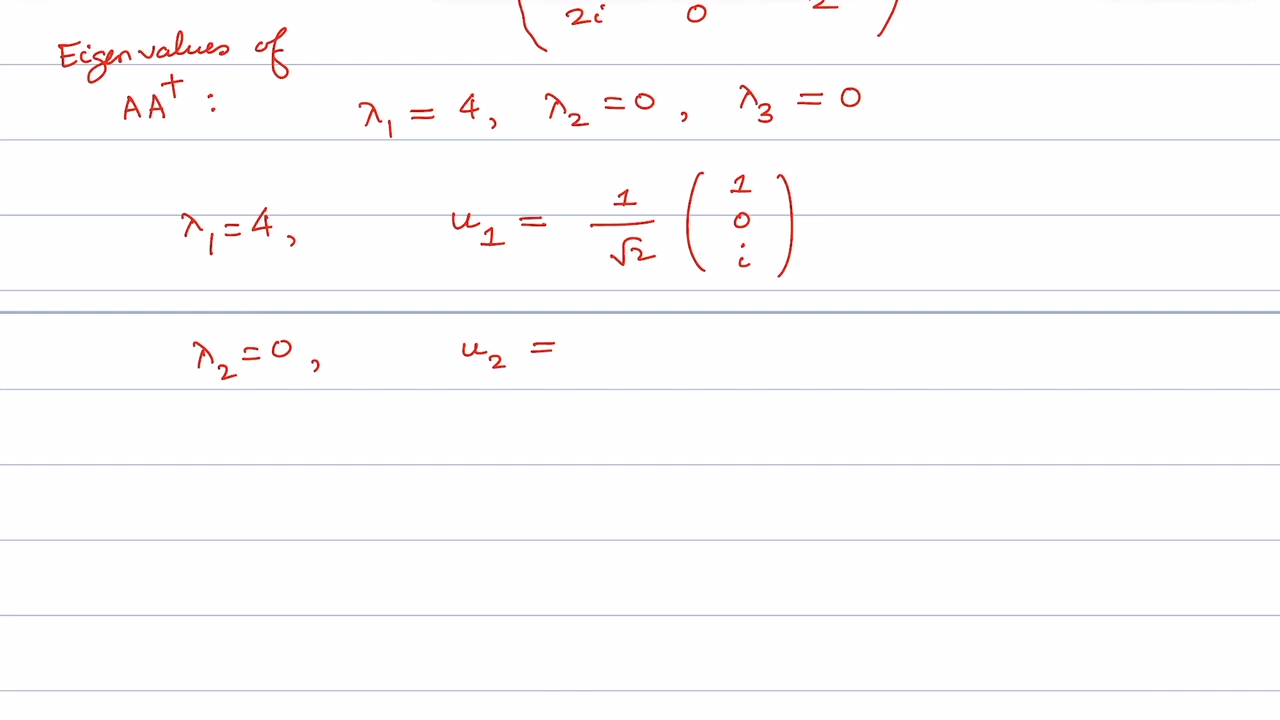 2i 0 2
Eigenvalues of
AA† : λ₁ = 4, λ₂ = 0, λ₃ = 0
λ₁ = 4, u₁ = 1/√2 ( 1 0 i )
λ₂ = 0, u₂ =